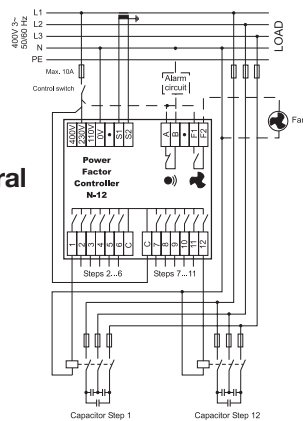 L1
L2
L3
N
PE
400V 3~
50/60 Hz
LOAD
Max. 10A
Control switch
Alarm
circuit
Fan
400V
230V
110V
0V
•
S1
S2
A
B
•
F1
F2
ral
Power
Factor
Controller
N-12
1
2
3
4
5
6
C
C
7
8
9
10
11
12
Steps 2...6
Steps 7...11
Capacitor Step 1
Capacitor Step 12